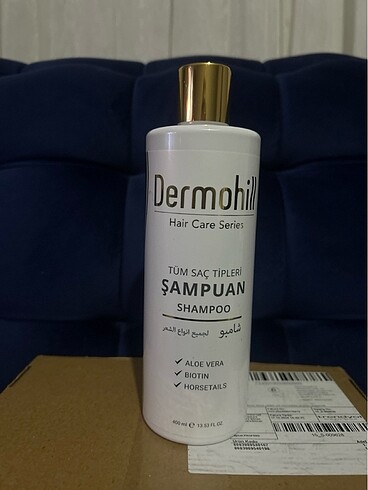 Dermohill
Hair Care Series
TÜM SAÇ TİPLERİ
ŞAMPUAN
SHAMPOO
شامبو لجميع انواع الشعر
✓ ALOE VERA
✓ BIOTIN
✓ HORSETAILS
400 ml ℮ 13.53 FL OZ